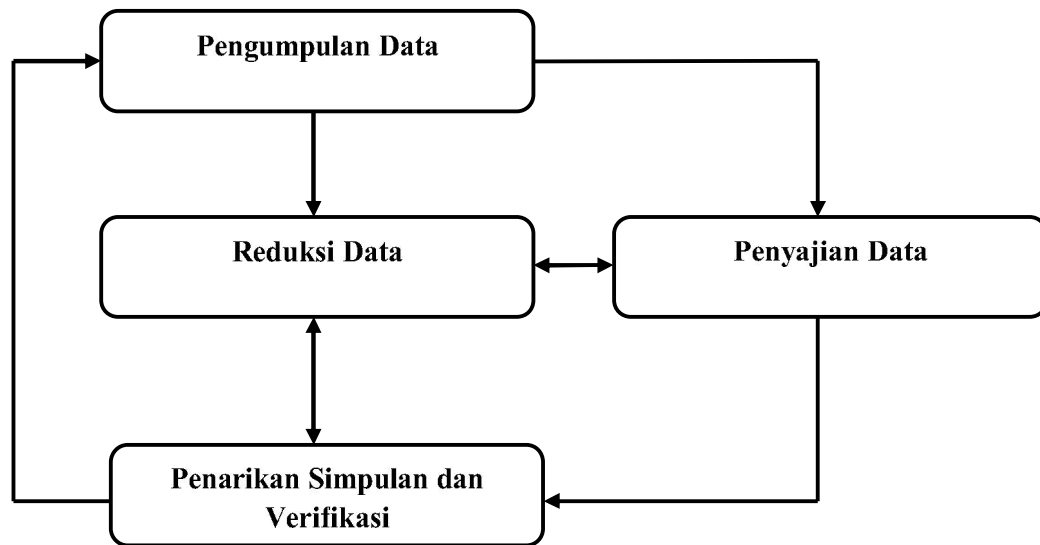 Pengumpulan Data
Reduksi Data
Penyajian Data
Penarikan Simpulan dan
Verifikasi